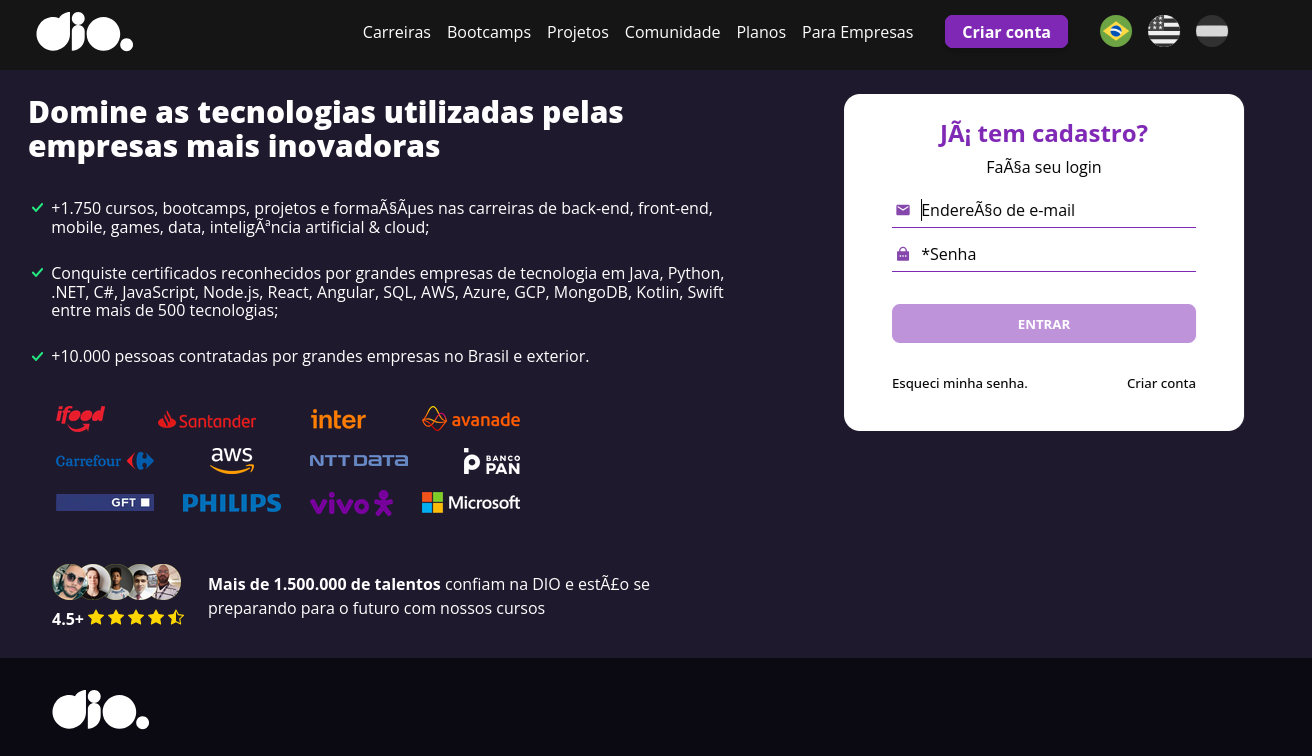 dio.
Carreiras Bootcamps Projetos Comunidade Planos Para Empresas Criar conta
Domine as tecnologias utilizadas pelas
empresas mais inovadoras
+1.750 cursos, bootcamps, projetos e formaÃ§Ãµes nas carreiras de back-end, front-end,
mobile, games, data, inteligÃªncia artificial & cloud;
Conquiste certificados reconhecidos por grandes empresas de tecnologia em Java, Python,
.NET, C#, JavaScript, Node.js, React, Angular, SQL, AWS, Azure, GCP, MongoDB, Kotlin, Swift
entre mais de 500 tecnologias;
+10.000 pessoas contratadas por grandes empresas no Brasil e exterior.
ifood Santander inter avanade
Carrefour aws NTT DATA BANCO PAN
GFT PHILIPS vivo Microsoft
Mais de 1.500.000 de talentos confiam na DIO e estÃ£o se
preparando para o futuro com nossos cursos
4.5+
JÃ¡ tem cadastro?
FaÃ§a seu login
EndereÃ§o de e-mail
*Senha
ENTRAR
Esqueci minha senha. Criar conta
dio.